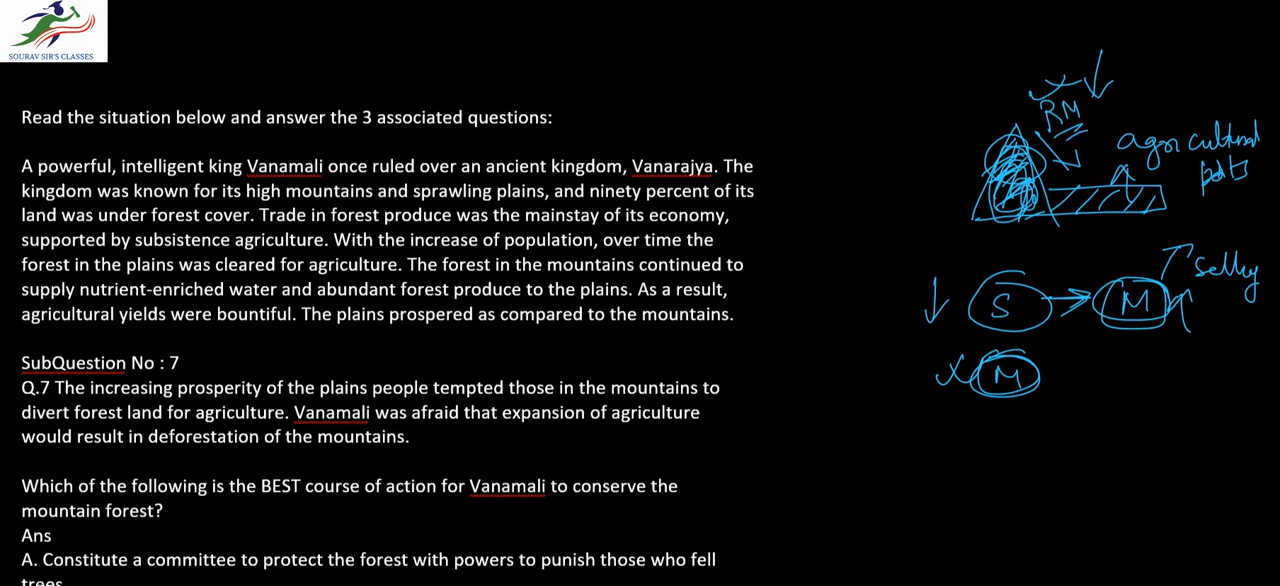 SOURAV SIR'S CLASSES
Read the situation below and answer the 3 associated questions:
A powerful, intelligent king Vanamali once ruled over an ancient kingdom, Vanarajya. The
kingdom was known for its high mountains and sprawling plains, and ninety percent of its
land was under forest cover. Trade in forest produce was the mainstay of its economy,
supported by subsistence agriculture. With the increase of population, over time the
forest in the plains was cleared for agriculture. The forest in the mountains continued to
supply nutrient-enriched water and abundant forest produce to the plains. As a result,
agricultural yields were bountiful. The plains prospered as compared to the mountains.
SubQuestion No : 7
Q.7 The increasing prosperity of the plains people tempted those in the mountains to
divert forest land for agriculture. Vanamali was afraid that expansion of agriculture
would result in deforestation of the mountains.
Which of the following is the BEST course of action for Vanamali to conserve the
mountain forest?
Ans
A. Constitute a committee to protect the forest with powers to punish those who fell
trees
RM
agri cultural
S
M
M